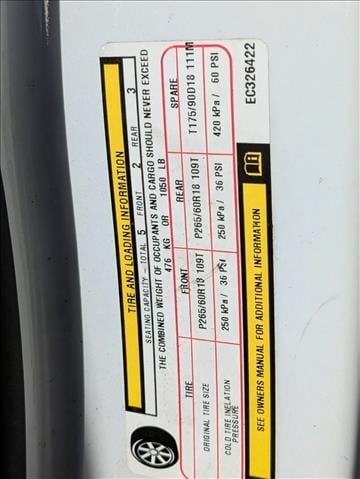 TIRE AND LOADING INFORMATION
SEATING CAPACITY – TOTAL 5 FRONT 2 REAR 3
THE COMBINED WEIGHT OF OCCUPANTS AND CARGO SHOULD NEVER EXCEED
476 KG OR 1050 LB
TIRE FRONT REAR SPARE
ORIGINAL TIRE SIZE P265/60R18 109T P265/60R18 109T T175/90D18 111M
COLD TIRE INFLATION PRESSURE 250 kPa / 36 PSI 250 kPa / 36 PSI 420 kPa / 60 PSI
SEE OWNERS MANUAL FOR ADDITIONAL INFORMATION
EC326422